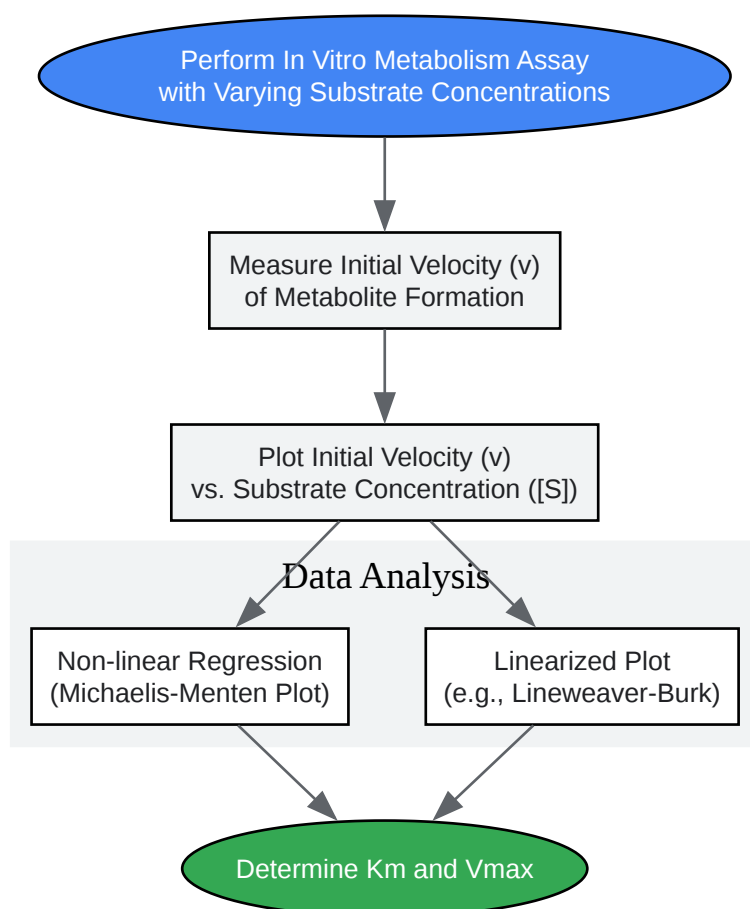 Perform In Vitro Metabolism Assay
with Varying Substrate Concentrations
Measure Initial Velocity (v)
of Metabolite Formation
Plot Initial Velocity (v)
vs. Substrate Concentration ([S])
Data Analysis
Non-linear Regression
(Michaelis-Menten Plot)
Linearized Plot
(e.g., Lineweaver-Burk)
Determine Km and Vmax